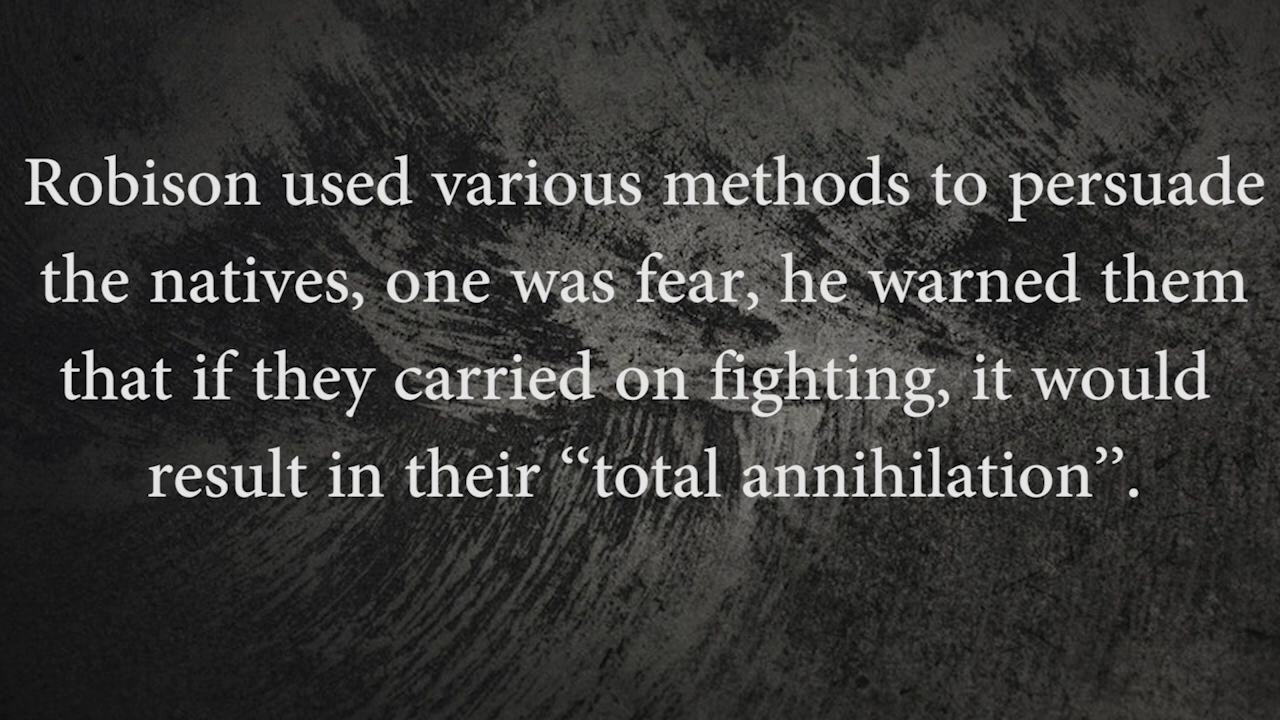 Robison used various methods to persuade
the natives, one was fear, he warned them
that if they carried on fighting, it would
result in their “total annihilation”.